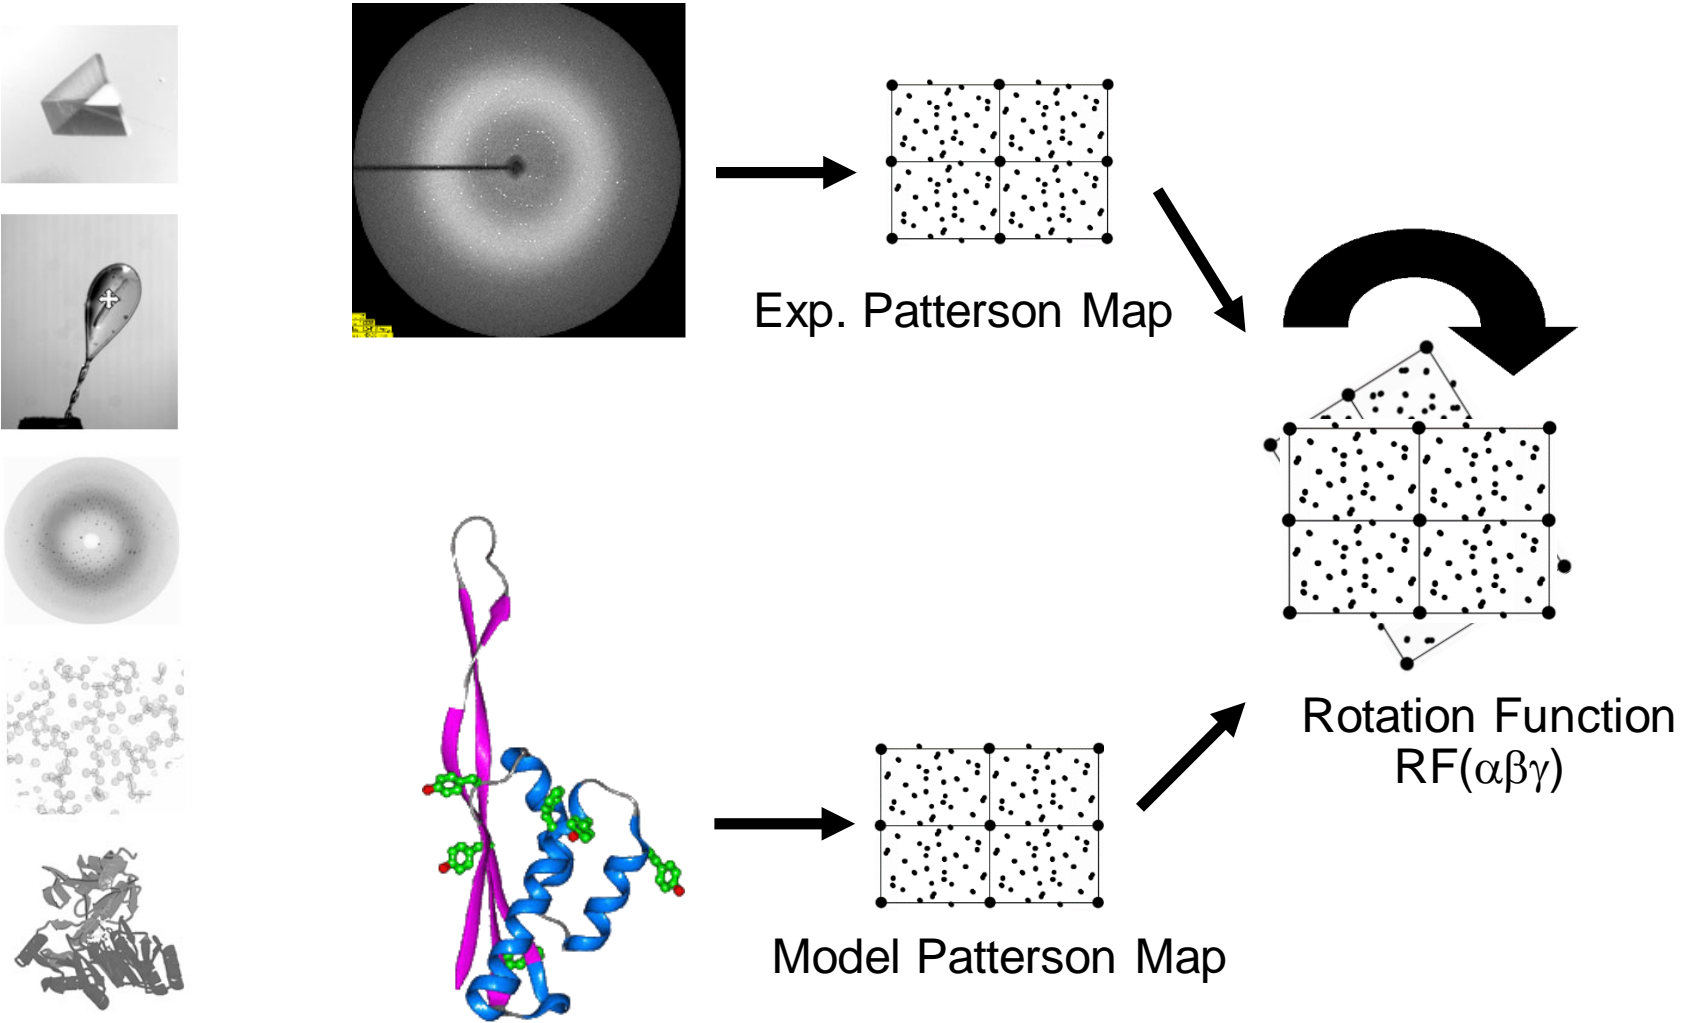 Exp. Patterson Map
Rotation Function
RF(αβγ)
Model Patterson Map